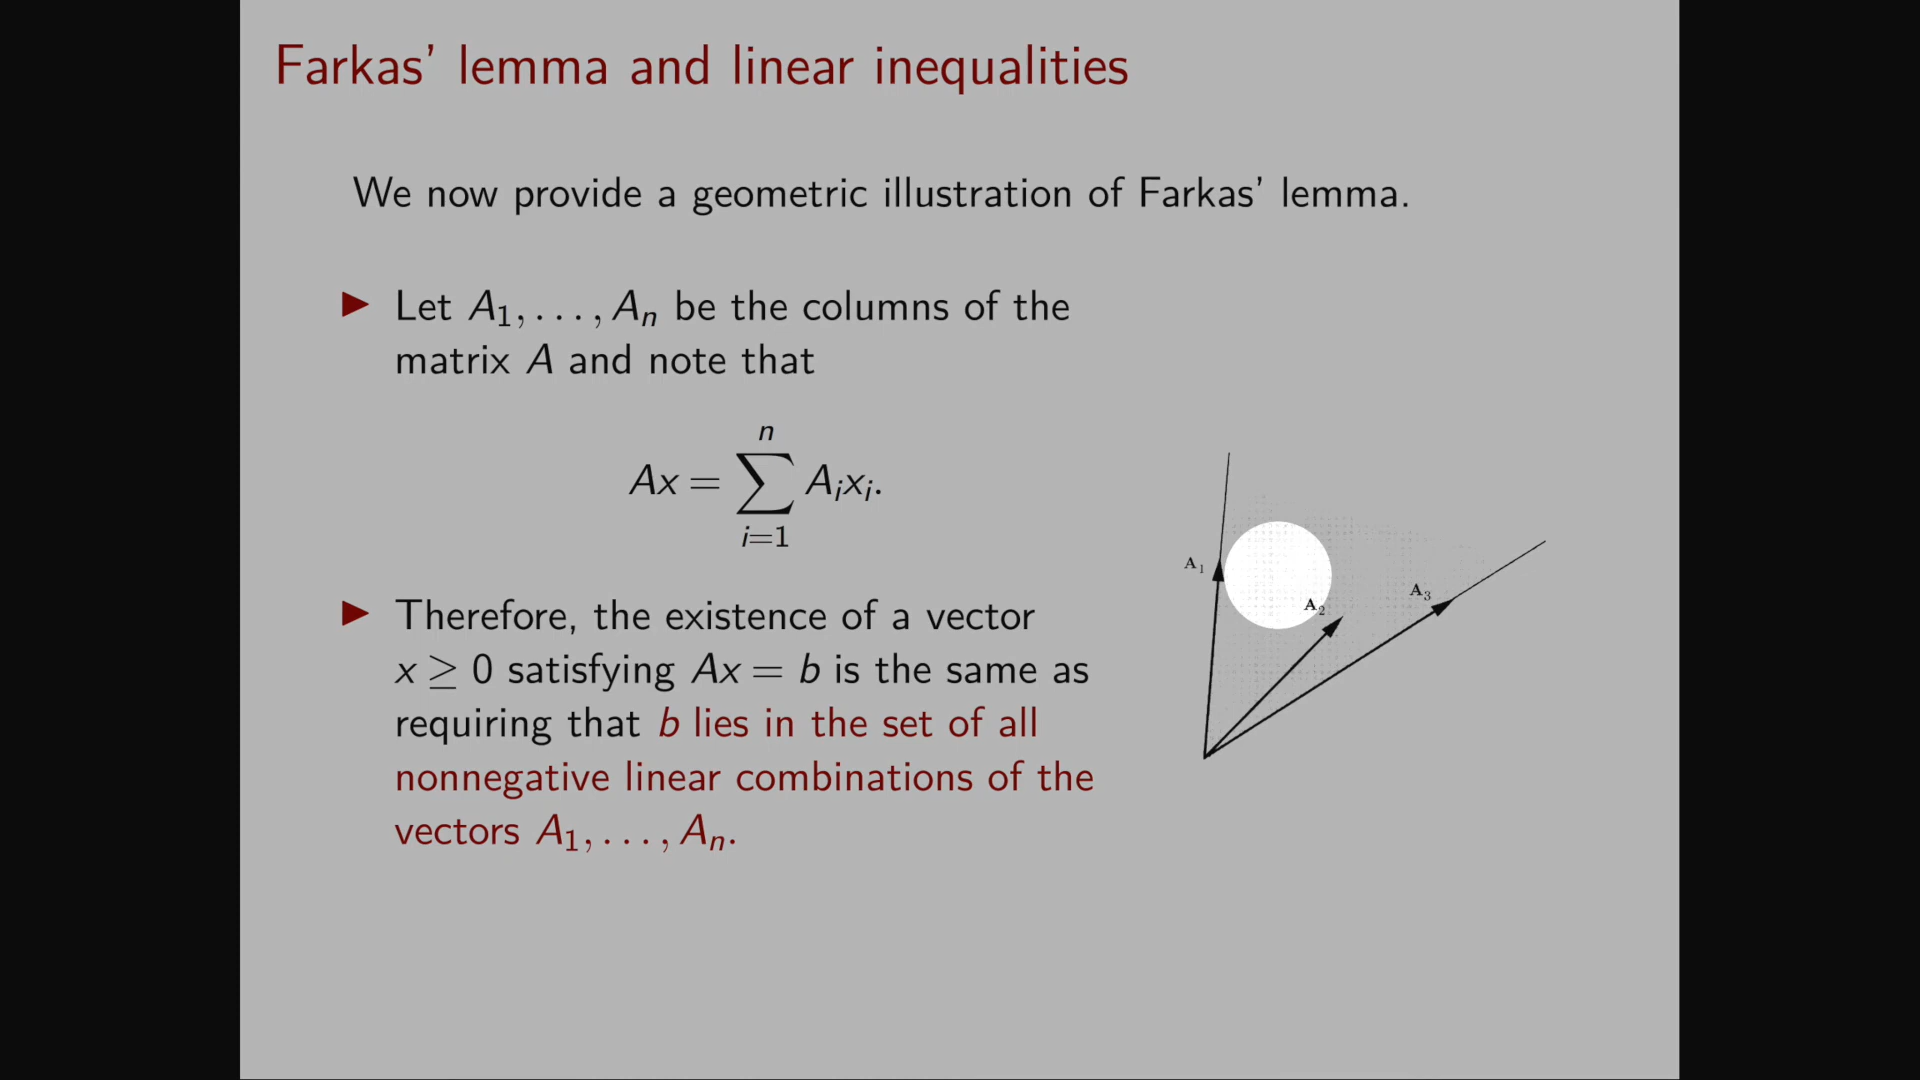 Farkas' lemma and linear inequalities
We now provide a geometric illustration of Farkas' lemma.
▶ Let A₁, . . . , Aₙ be the columns of the
matrix A and note that
Ax = ∑ⁿᵢ₌₁ Aᵢxᵢ.
▶ Therefore, the existence of a vector
x ≥ 0 satisfying Ax = b is the same as
requiring that b lies in the set of all
nonnegative linear combinations of the
vectors A₁, . . . , Aₙ.
A₁
A₂
A₃